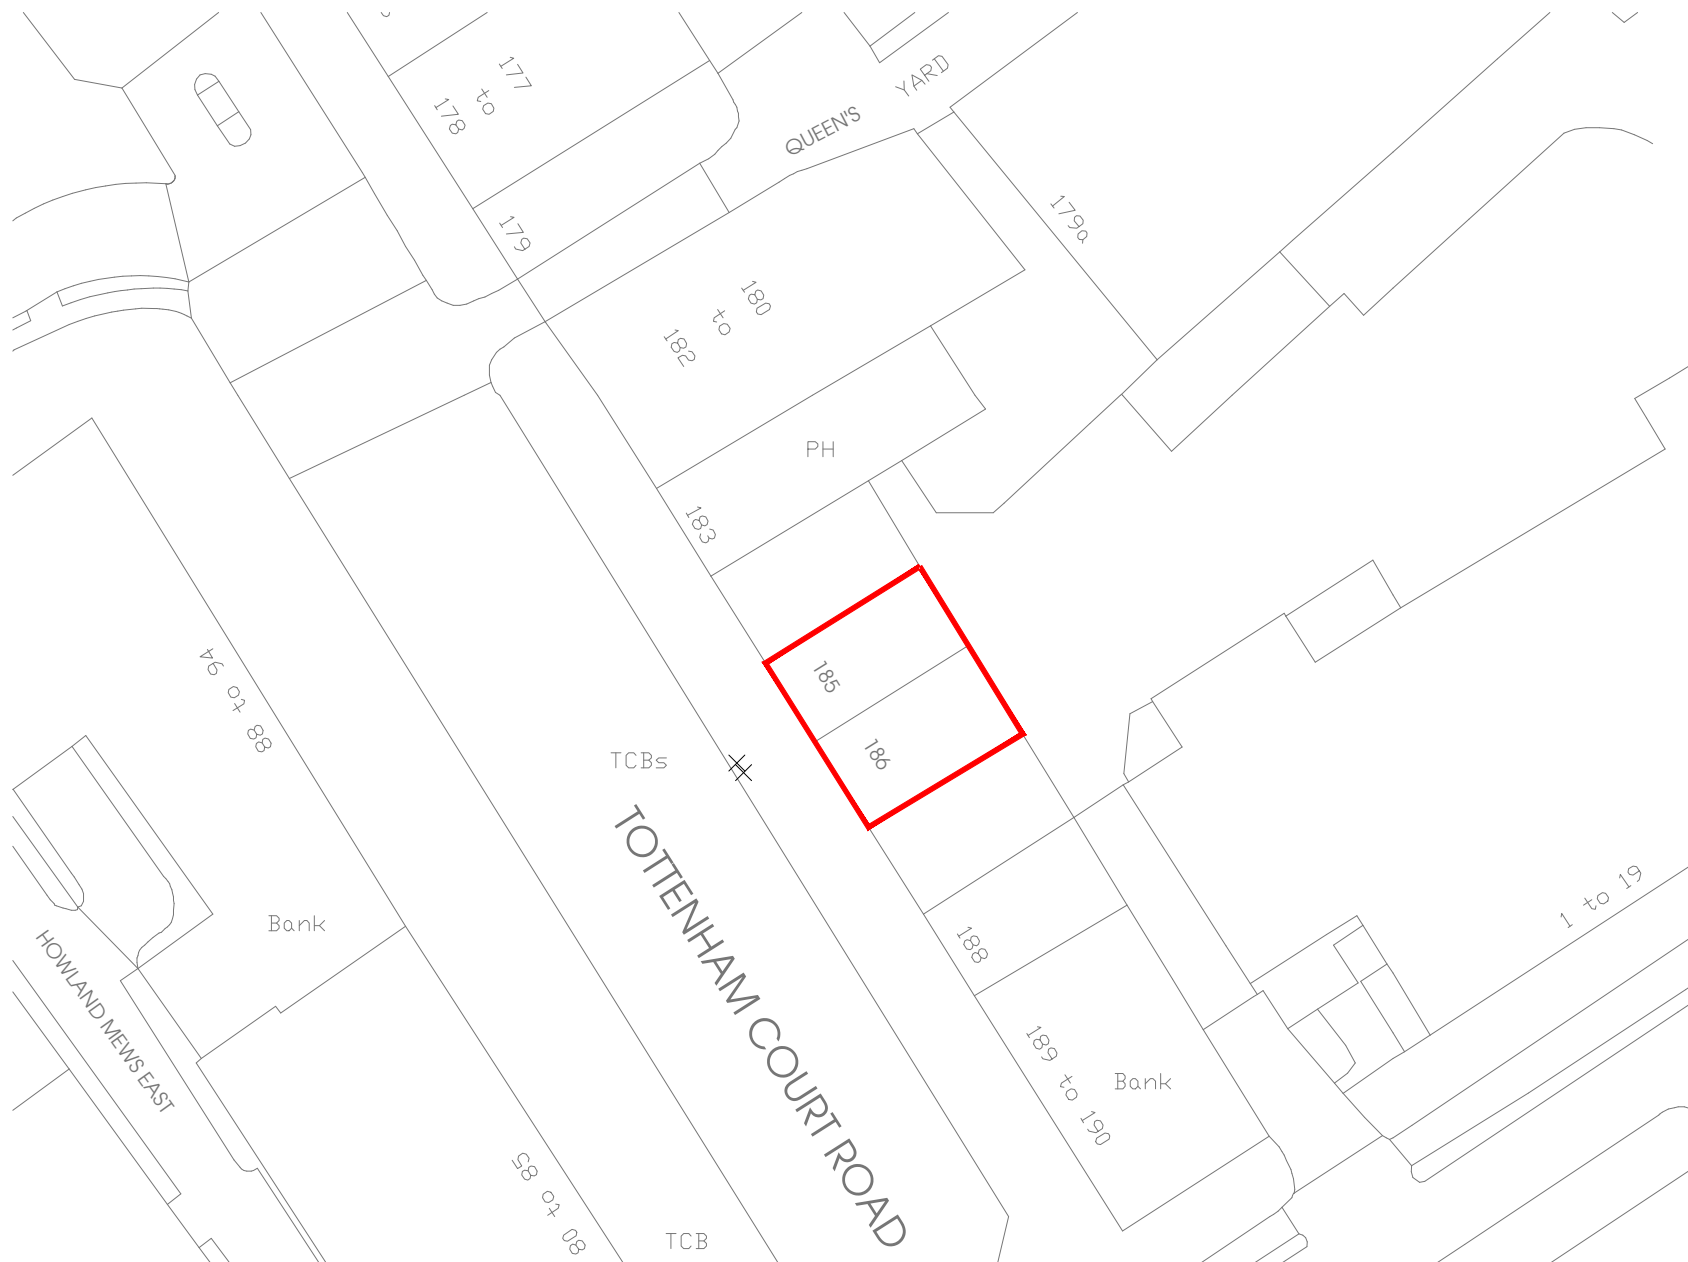 177
to
178
QUEEN'S YARD
179
179a
180
to
182
PH
183
88 to 94
185
186
TCBs
TOTTENHAM COURT ROAD
Bank
HOWLAND MEWS EAST
188
1 to 19
189 to 190
Bank
80 to 85
TCB